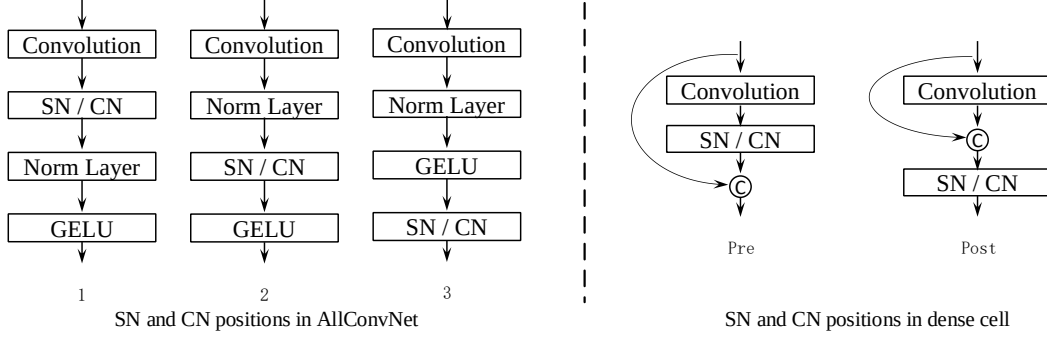 Convolution
SN / CN
Norm Layer
GELU
1
Convolution
Norm Layer
SN / CN
GELU
2
Convolution
Norm Layer
GELU
SN / CN
3
SN and CN positions in AllConvNet
Convolution
SN / CN
C
Pre
Convolution
C
SN / CN
Post
SN and CN positions in dense cell